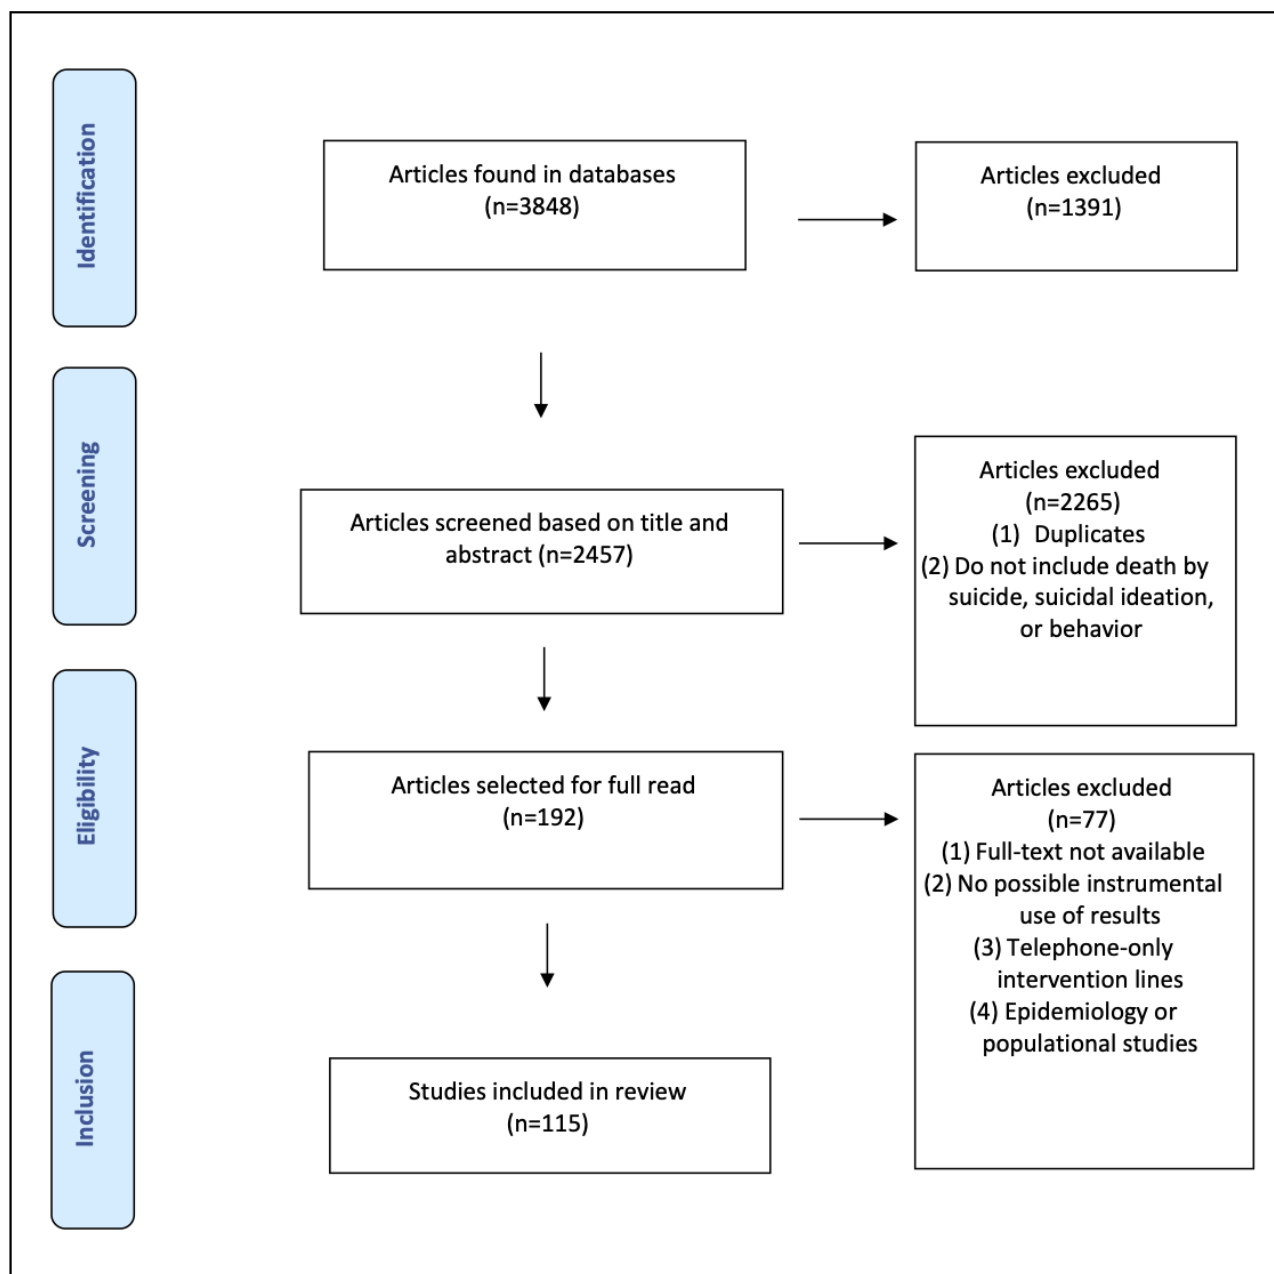 Identification
Articles found in databases
(n=3848)
Articles excluded
(n=1391)
Screening
Articles screened based on title and
abstract (n=2457)
Articles excluded
(n=2265)
(1) Duplicates
(2) Do not include death by
suicide, suicidal ideation,
or behavior
Eligibility
Articles selected for full read
(n=192)
Articles excluded
(n=77)
(1) Full-text not available
(2) No possible instrumental
use of results
(3) Telephone-only
intervention lines
(4) Epidemiology or
populational studies
Inclusion
Studies included in review
(n=115)